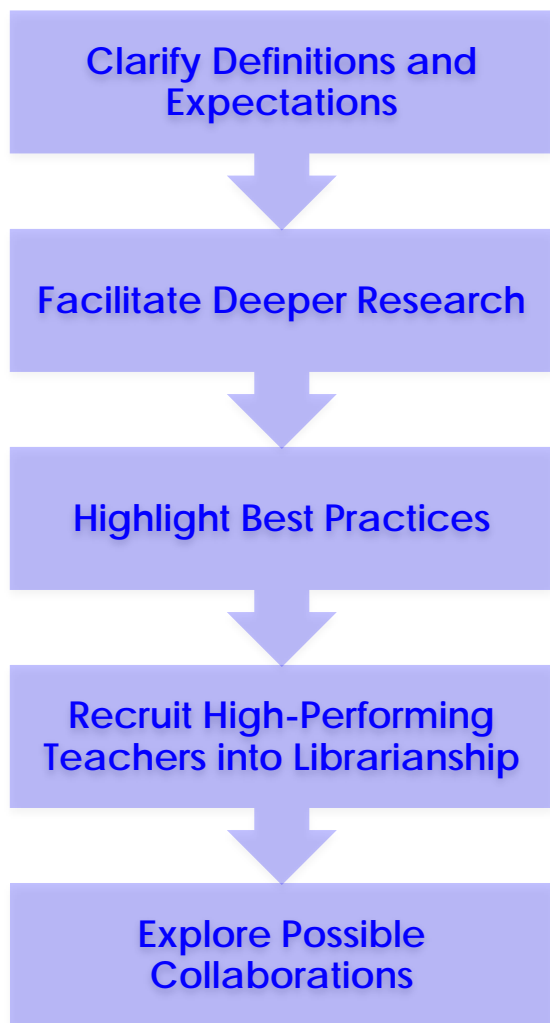 Clarify Definitions and
Expectations
Facilitate Deeper Research
Highlight Best Practices
Recruit High-Performing
Teachers into Librarianship
Explore Possible
Collaborations